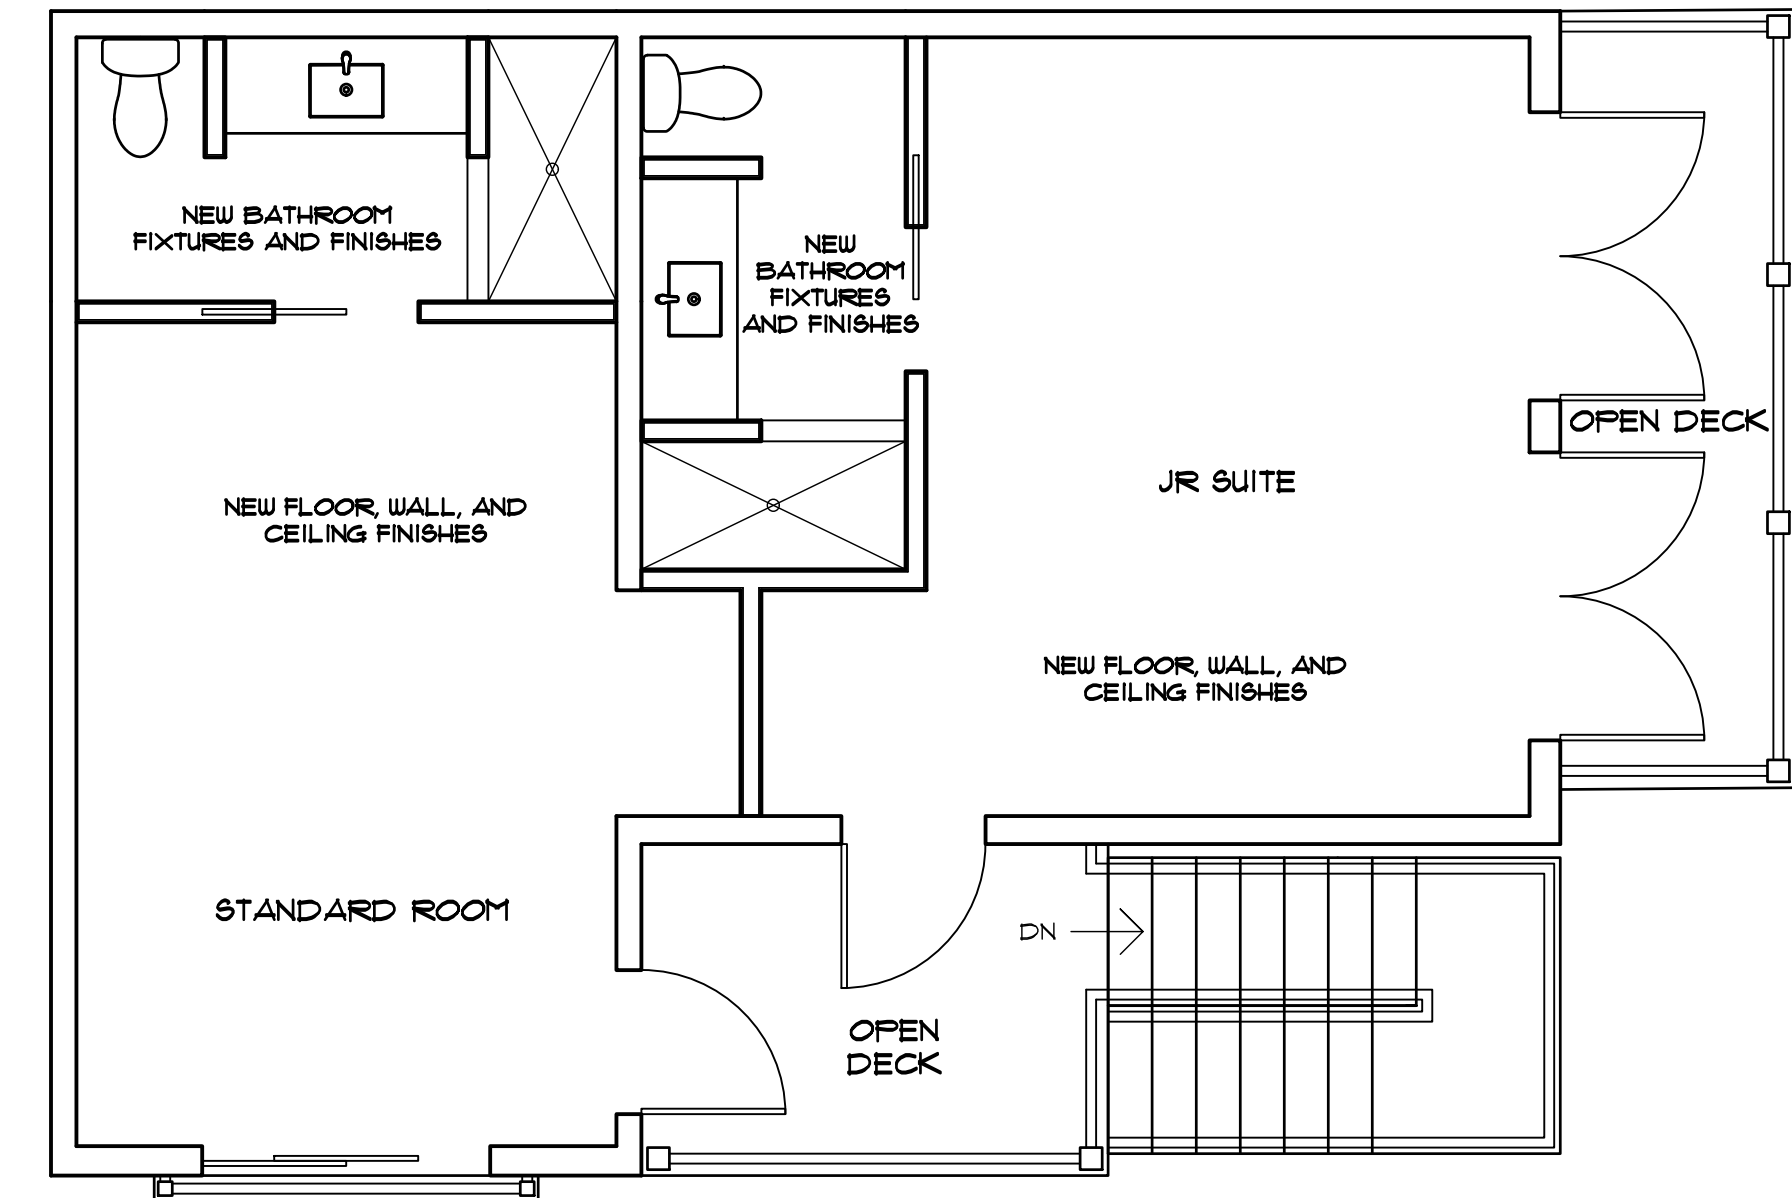 NEW BATHROOM
FIXTURES AND FINISHES
NEW
BATHROOM
FIXTURES
AND FINISHES
OPEN DECK
JR SUITE
NEW FLOOR, WALL, AND
CEILING FINISHES
NEW FLOOR, WALL, AND
CEILING FINISHES
STANDARD ROOM
DN
OPEN
DECK